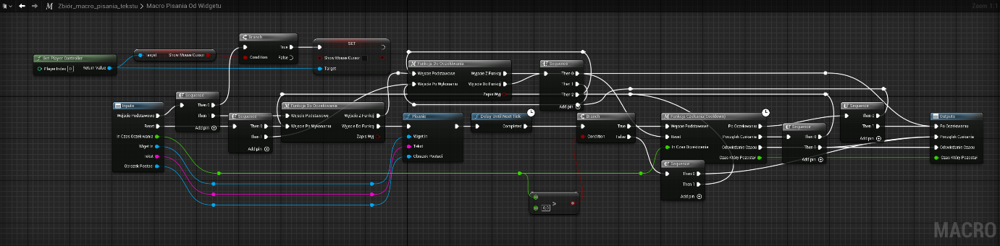 Zbiór_macro_pisania_tekstu > Macro Pisania Od Widgetu
Zoom 1:1
Get Player Controller
Player Index 0
Return Value
Target
Show Mouse Cursor
Branch
Condition
True
False
SET
Show Mouse Cursor
Target
Inputs
Wejscie Podstawowe
Reset
In Czas Oczekiwania
Wiget In
Tekst
Obrazek Postaci
Sequence
Then 0
Then 1
Add pin
Sequence
Then 0
Then 1
Add pin
Funkcja Do Oczekiwania
Wejscie Podstawowe
Wejscie Po Wykonaniu
Wyjscie Z Funkcji
Wyjscie Do Funkcji
Zapis Wyj
Funkcja Do Oczekiwania
Wejscie Podstawowe
Wejscie Po Wykonaniu
Wyjscie Z Funkcji
Wyjscie Do Funkcji
Zapis Wyj
Sequence
Then 0
Then 1
Then 2
Add pin
Pisanie
Wiget In
Tekst
Obrazek Postaci
Delay Until Next Tick
Completed
0,0
>
Branch
Condition
True
False
Funkcja Czekania(Cooldown)
Wejscie Podstawowe
Reset
In Czas Oczekiwania
Po Oczekiwaniu
Początek Czekania
Odswieżanie Czasu
Czas Który Pozostał
Sequence
Then 0
Then 1
Add pin
Sequence
Then 0
Then 1
Add pin
Sequence
Then 0
Then 1
Add pin
Outputs
Po Oczekiwaniu
Początek Czekania
Odswieżanie Czasu
Czas Który Pozostał
MACRO